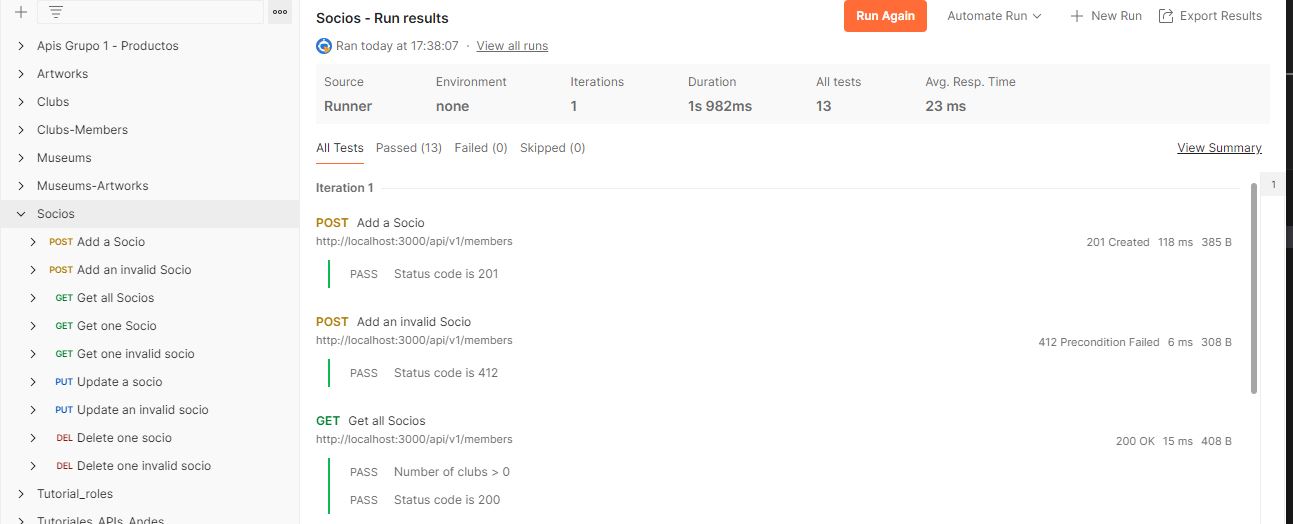 Apis Grupo 1 - Productos
Artworks
Clubs
Clubs-Members
Museums
Museums-Artworks
Socios
POST Add a Socio
POST Add an invalid Socio
GET Get all Socios
GET Get one Socio
GET Get one invalid socio
PUT Update a socio
PUT Update an invalid socio
DEL Delete one socio
DEL Delete one invalid socio
Tutorial_roles
Tutoriales_APIs_Andes
Socios - Run results
Run Again Automate Run New Run Export Results
Ran today at 17:38:07 · View all runs
Source Environment Iterations Duration All tests Avg. Resp. Time
Runner none 1 1s 982ms 13 23 ms
All Tests Passed (13) Failed (0) Skipped (0) View Summary
Iteration 1
1
POST Add a Socio
http://localhost:3000/api/v1/members 201 Created 118 ms 385 B
PASS Status code is 201
POST Add an invalid Socio
http://localhost:3000/api/v1/members 412 Precondition Failed 6 ms 308 B
PASS Status code is 412
GET Get all Socios
http://localhost:3000/api/v1/members 200 OK 15 ms 408 B
PASS Number of clubs > 0
PASS Status code is 200